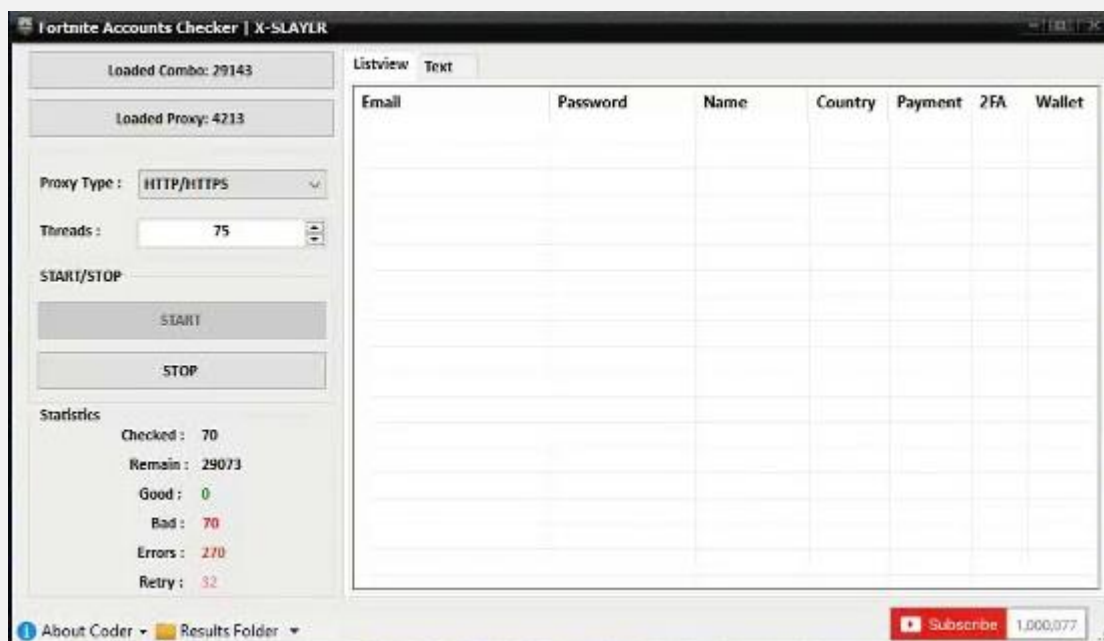 Fortnite Accounts Checker | X-SLAYER
Loaded Combo: 29143
Loaded Proxy: 4213
Proxy Type : HTTP/HTTPS
Threads : 75
START/STOP
START
STOP
Statistics
Checked : 70
Remain : 29073
Good : 0
Bad : 70
Errors : 270
Retry : 32
About Coder
Results Folder
Listview Text
Email Password Name Country Payment 2FA Wallet
Subscribe 1,000,077